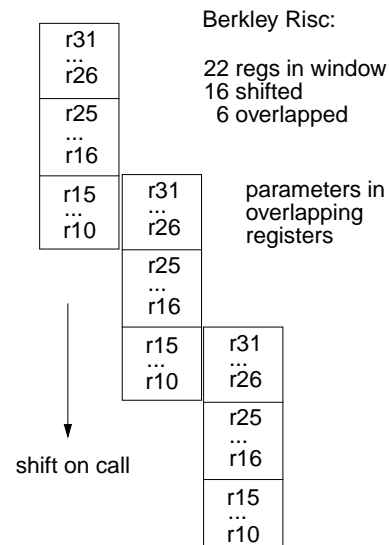 Berkley Risc:
22 regs in window
16 shifted
6 overlapped
r31
...
r26
r25
...
r16
r15
...
r10
r31
...
r26
r25
...
r16
r15
...
r10
r31
...
r26
r25
...
r16
r15
...
r10
parameters in
overlapping
registers
shift on call